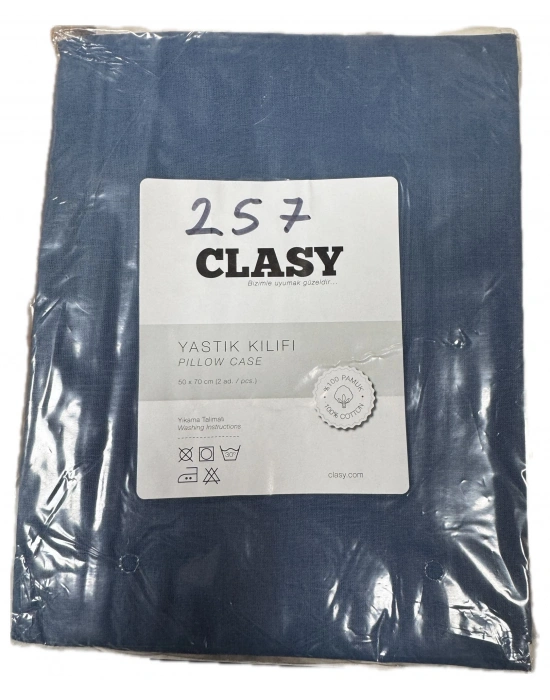 257
CLASY
Bizimle uyumak güzeldir...
YASTIK KILIFI
PILLOW CASE
50 x 70 cm (2 ad. / pcs.)
%100 PAMUK
100% COTTON
Yıkama Talimatı
Washing Instructions
30°
clasy.com